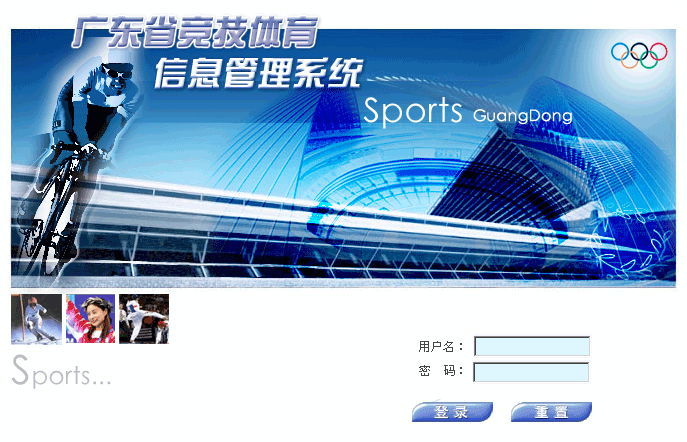 广东省竞技体育
信息管理系统
Sports GuangDong
Sports...
用户名：
密 码：
登 录 重 置